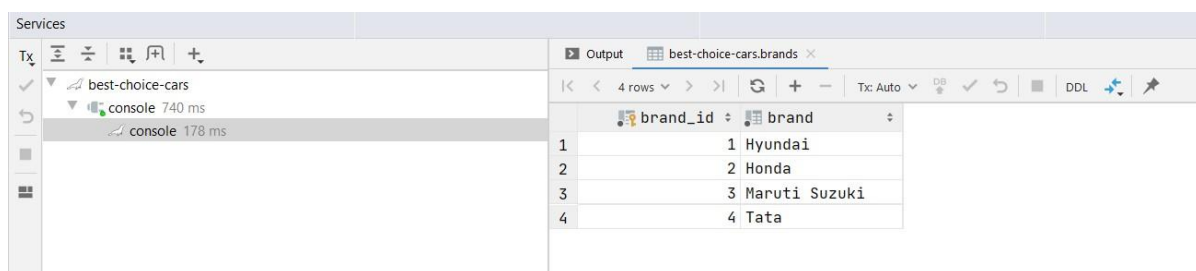 Services
Tx
best-choice-cars
console 740 ms
console 178 ms
Output best-choice-cars.brands
4 rows Tx: Auto DB DDL
brand_id brand
1 1 Hyundai
2 2 Honda
3 3 Maruti Suzuki
4 4 Tata